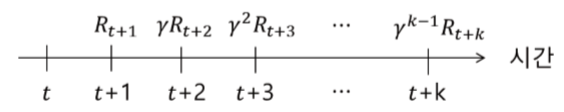 R_{t+1} γR_{t+2} γ^2R_{t+3} ⋯ γ^{k-1}R_{t+k}
시간
t t+1 t+2 t+3 ⋯ t+k